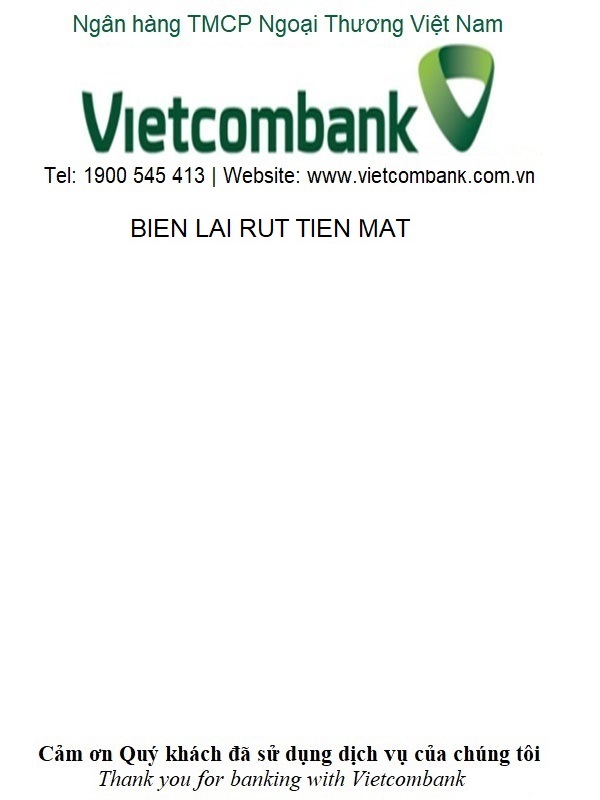 Ngân hàng TMCP Ngoại Thương Việt Nam
Vietcombank
Tel: 1900 545 413 | Website: www.vietcombank.com.vn
BIEN LAI RUT TIEN MAT
Cảm ơn Quý khách đã sử dụng dịch vụ của chúng tôi
Thank you for banking with Vietcombank